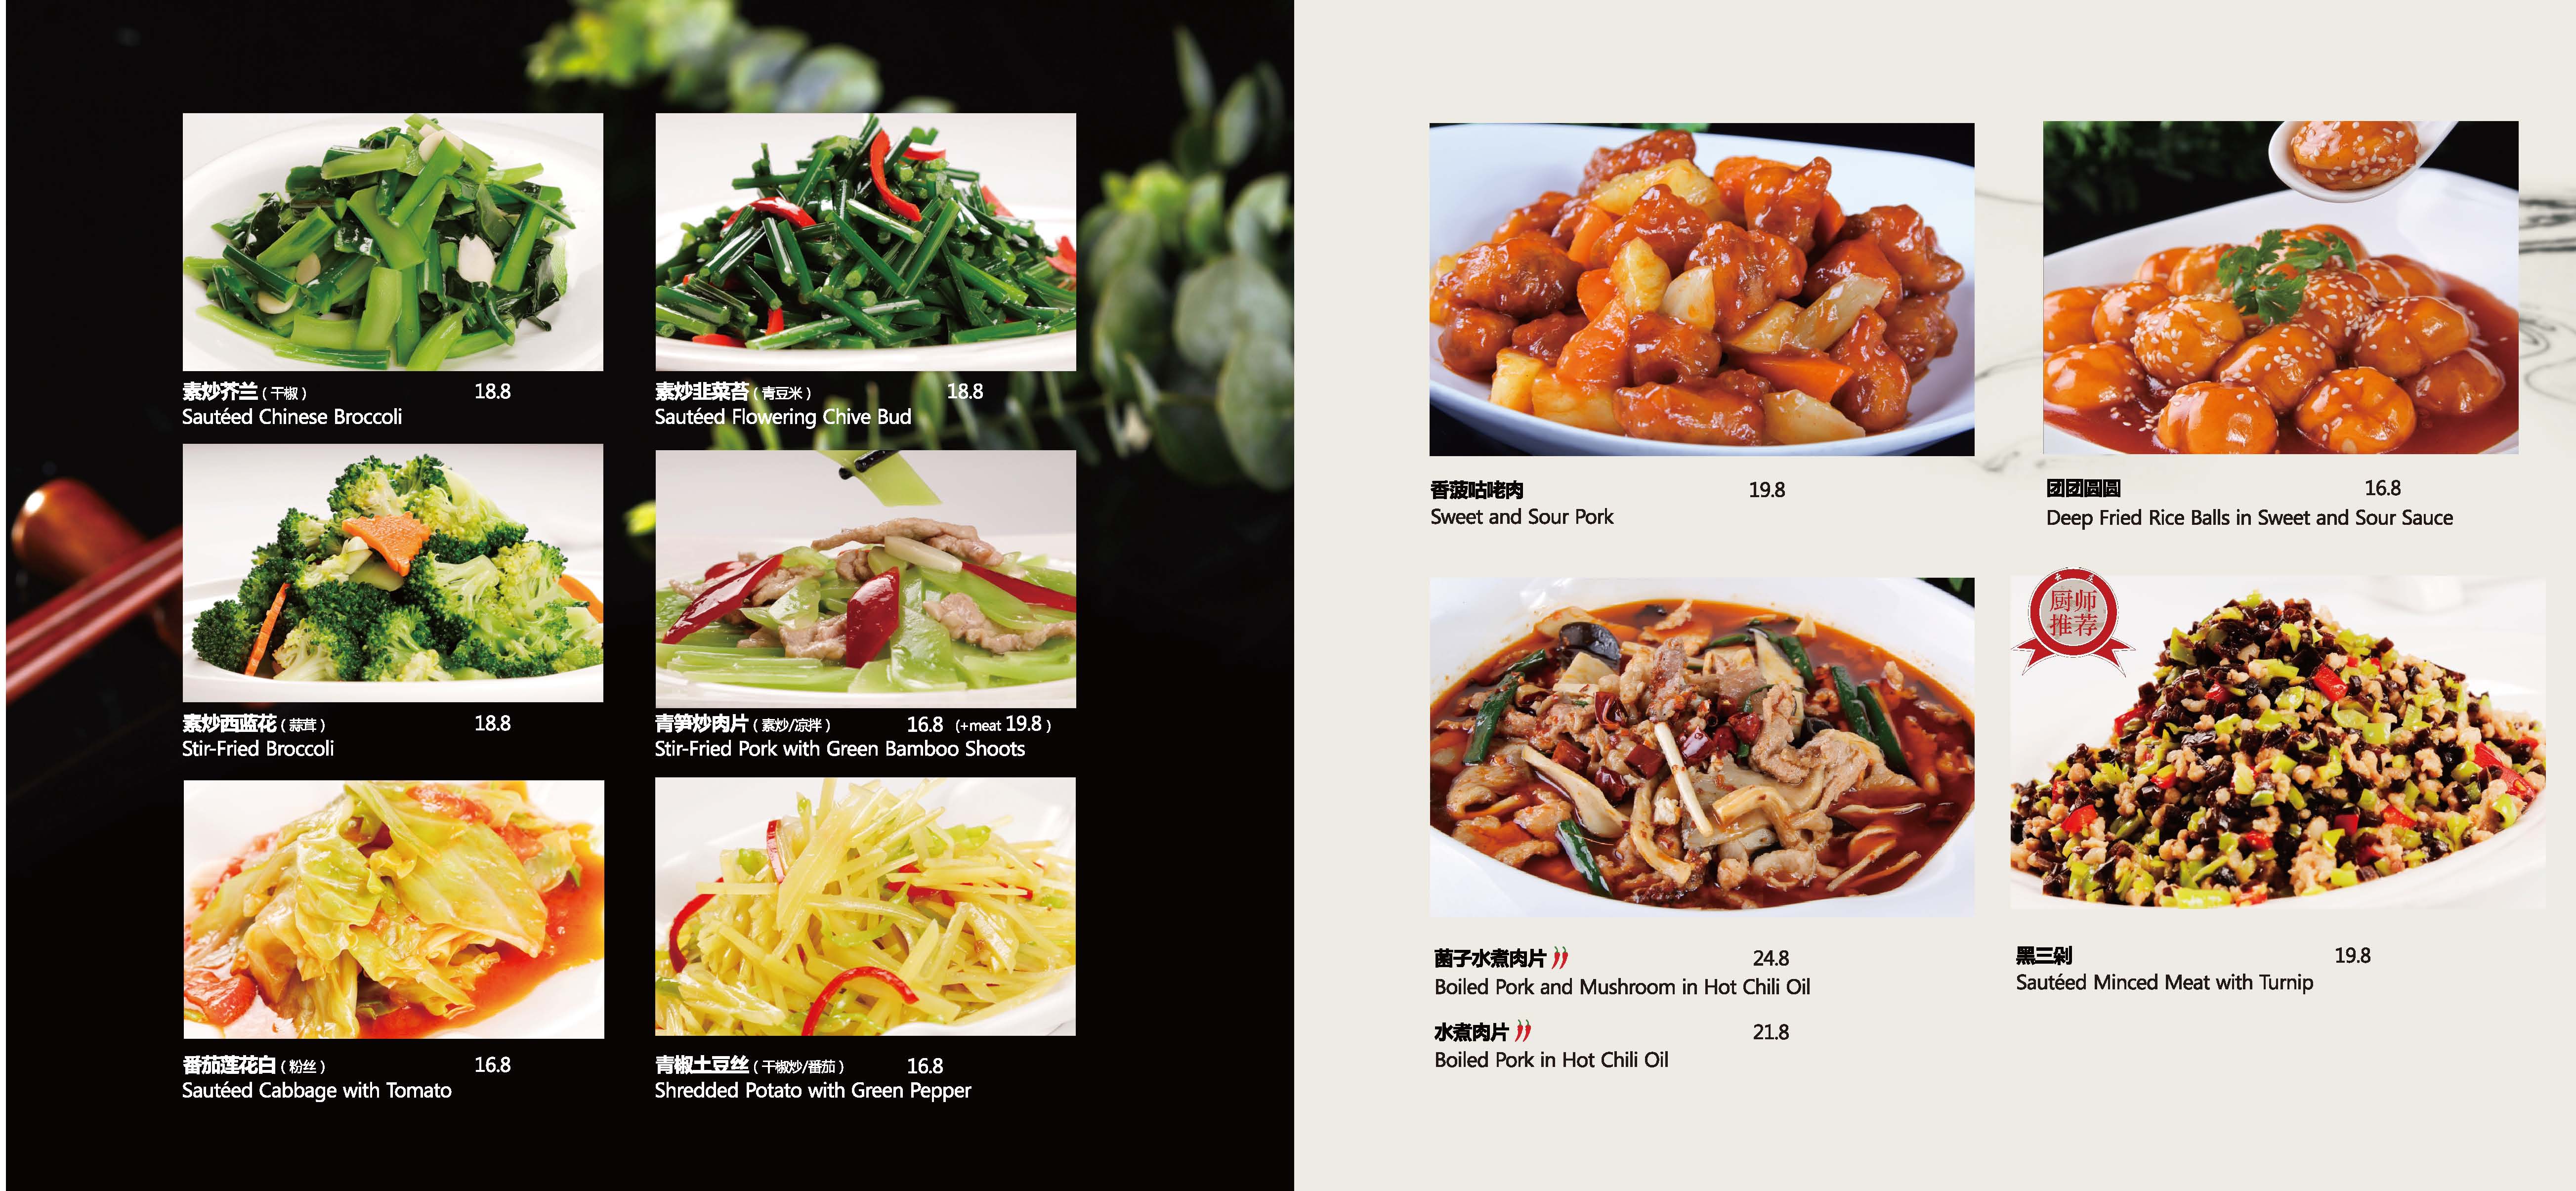 素炒芥兰（干椒） 18.8
Sautéed Chinese Broccoli
素炒韭菜苔（青豆米） 18.8
Sautéed Flowering Chive Bud
素炒西蓝花（蒜茸） 18.8
Stir-Fried Broccoli
青笋炒肉片（素炒/凉拌） 16.8 (+meat 19.8)
Stir-Fried Pork with Green Bamboo Shoots
番茄莲花白（粉丝） 16.8
Sautéed Cabbage with Tomato
青椒土豆丝（干椒炒/番茄） 16.8
Shredded Potato with Green Pepper
香菠咕咾肉 19.8
Sweet and Sour Pork
团团圆圆 16.8
Deep Fried Rice Balls in Sweet and Sour Sauce
厨师
推荐
菌子水煮肉片 24.8
Boiled Pork and Mushroom in Hot Chili Oil
水煮肉片 21.8
Boiled Pork in Hot Chili Oil
黑三剁 19.8
Sautéed Minced Meat with Turnip